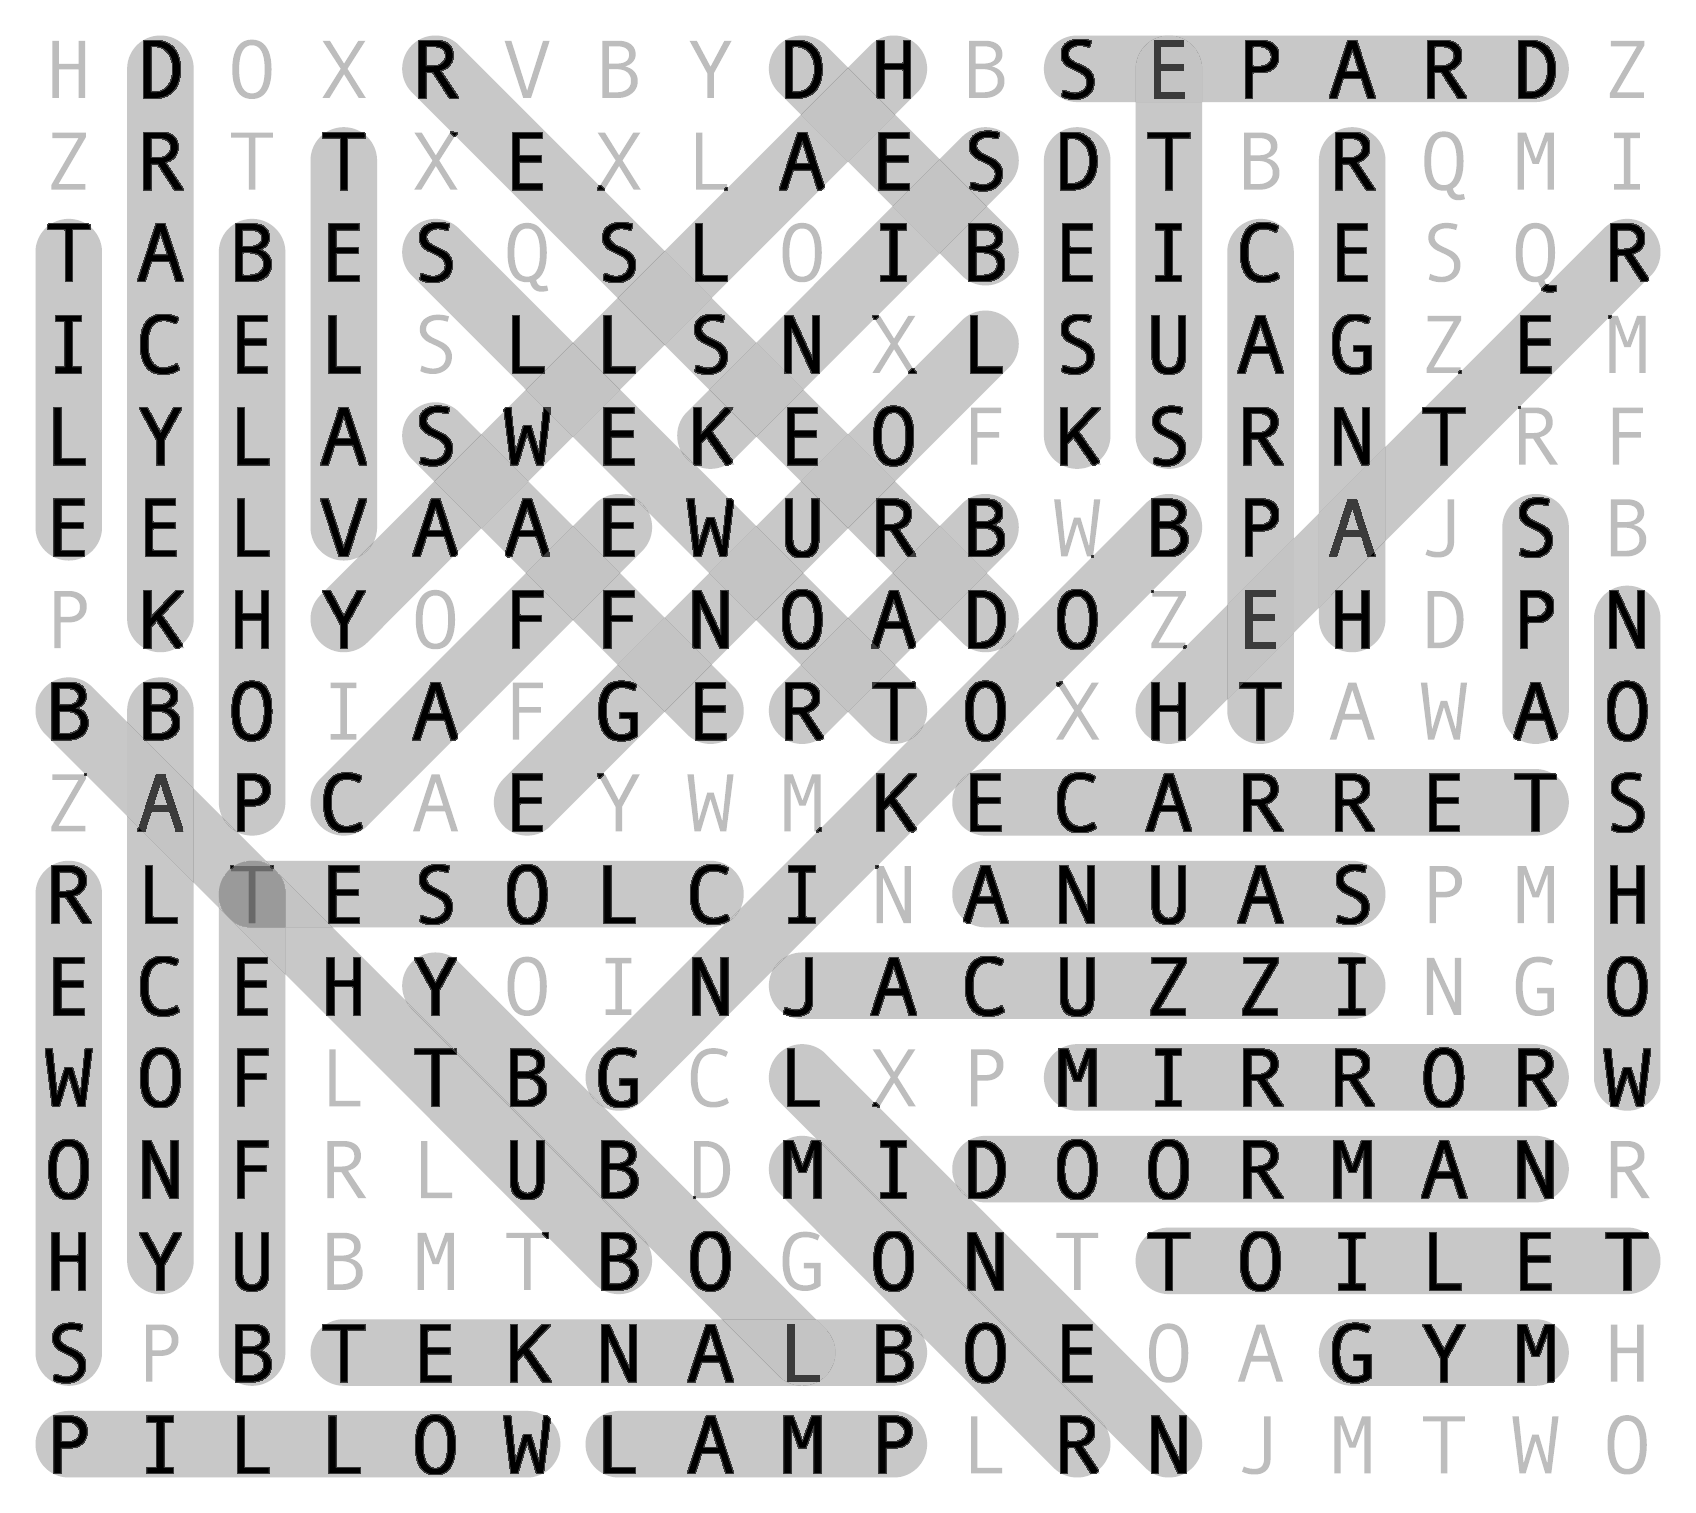 H D O X R V B Y D H B S E P A R D Z
Z R T T X E X L A E S D T B R Q M I
T A B E S Q S L O I B E I C E S Q R
I C E L S L L S N X L S U A G Z E M
L Y L A S W E K E O F K S R N T R F
E E L V A A E W U R B W B P A J S B
P K H Y O F F N O A D O Z E H D P N
B B O I A F G E R T O X H T A W A O
Z A P C A E Y W M K E C A R R E T S
R L T E S O L C I N A N U A S P M H
E C E H Y O I N J A C U Z Z I N G O
W O F L T B G C L X P M I R R O R W
O N F R L U B D M I D O O R M A N R
H Y U B M T B O G O N T T O I L E T
S P B T E K N A L B O E O A G Y M H
P I L L O W L A M P L R N J M T W O